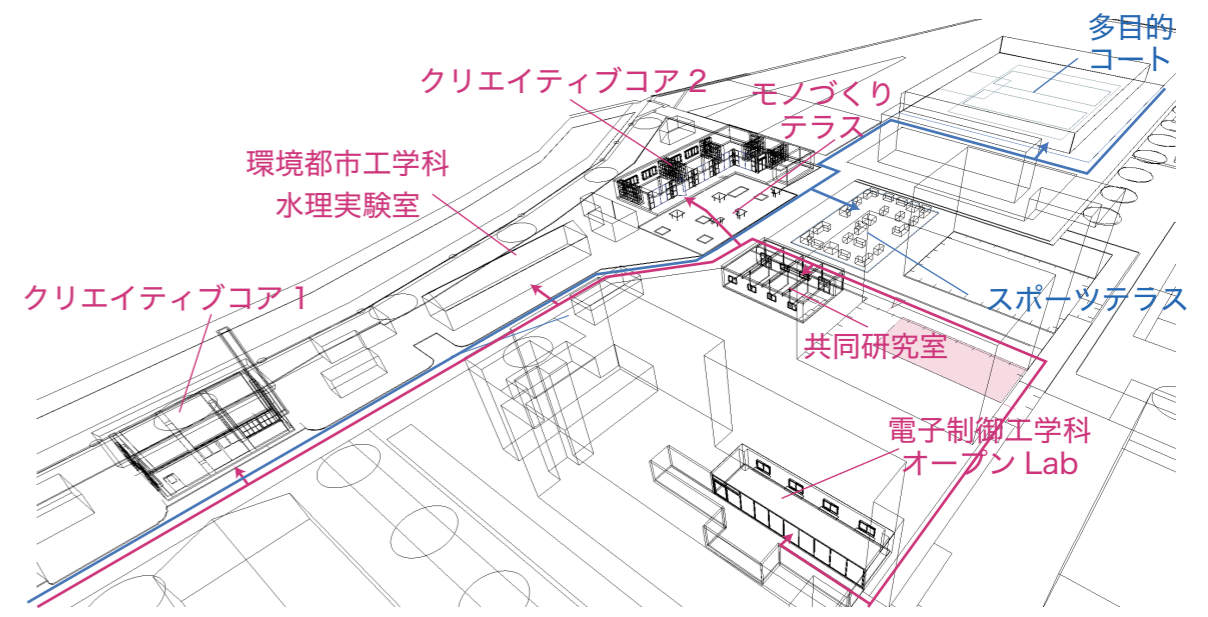 多目的
コート
クリエイティブコア 2
モノづくり
テラス
環境都市工学科
水理実験室
クリエイティブコア 1
スポーツテラス
共同研究室
電子制御工学科
オープン Lab